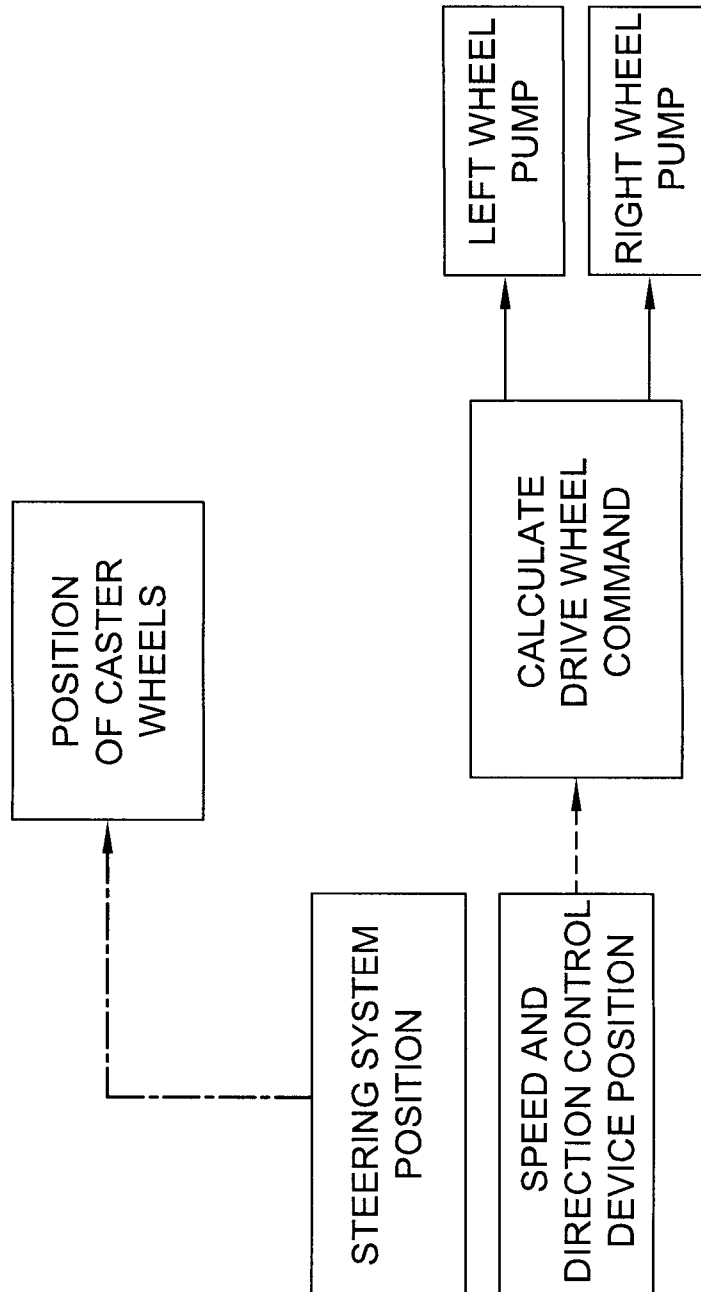 POSITION
OF CASTER
WHEELS
STEERING SYSTEM
POSITION
SPEED AND
DIRECTION CONTROL
DEVICE POSITION
CALCULATE
DRIVE WHEEL
COMMAND
LEFT WHEEL
PUMP
RIGHT WHEEL
PUMP